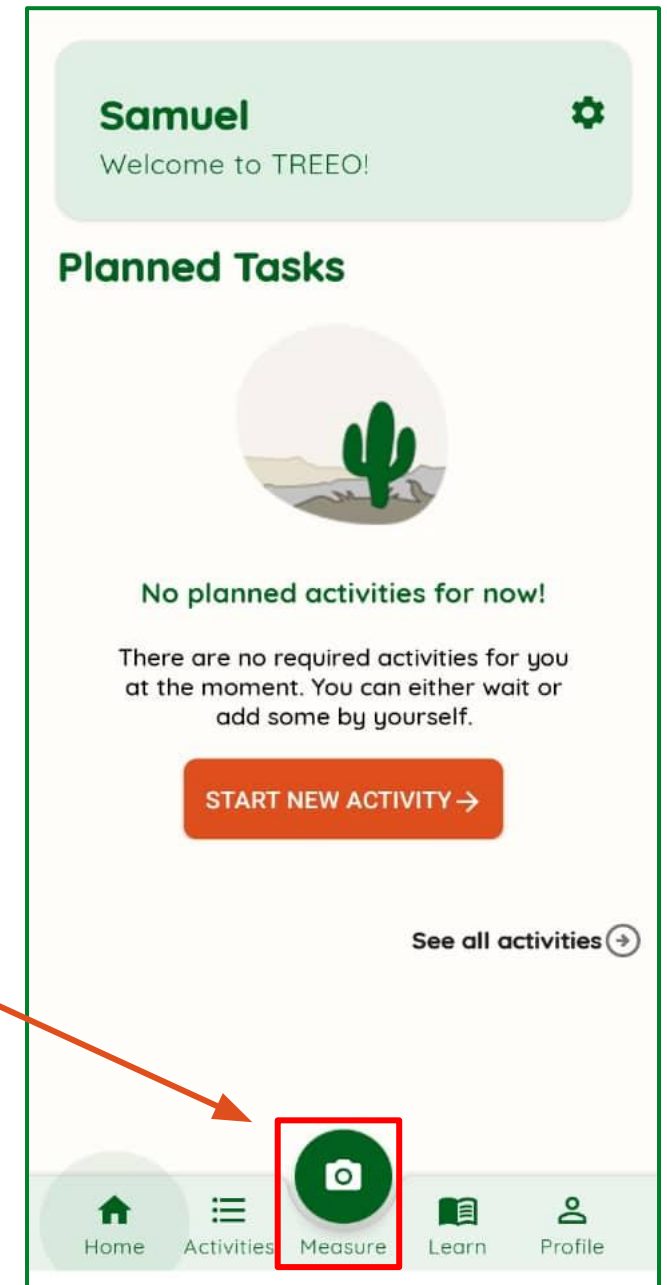 Samuel
Welcome to TREEO!
Planned Tasks
No planned activities for now!
There are no required activities for you
at the moment. You can either wait or
add some by yourself.
START NEW ACTIVITY
See all activities
Home Activities Measure Learn Profile